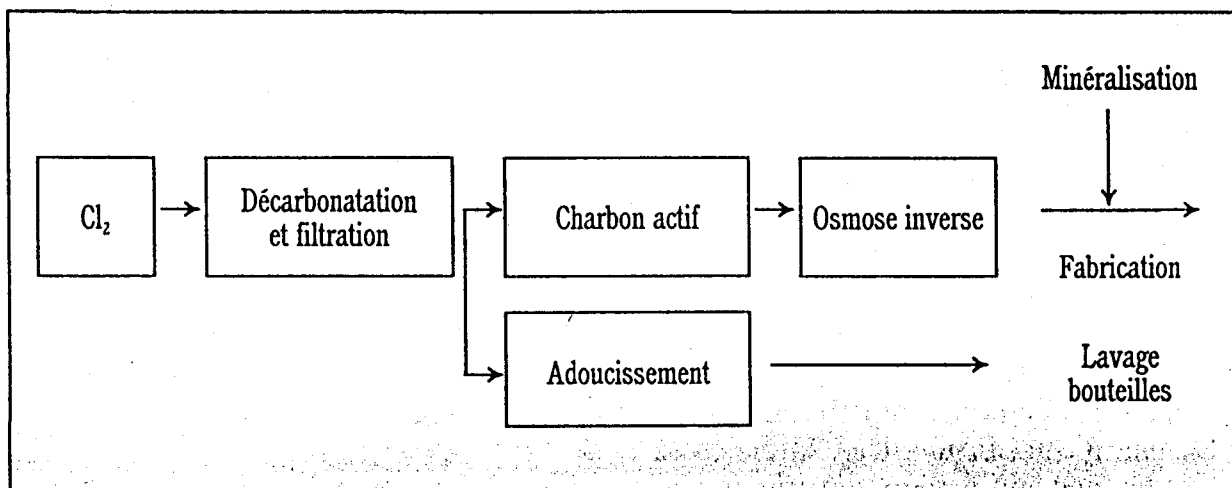 Minéralisation
Cl₂
Décarbonatation
et filtration
Charbon actif
Osmose inverse
Fabrication
Adoucissement
Lavage
bouteilles